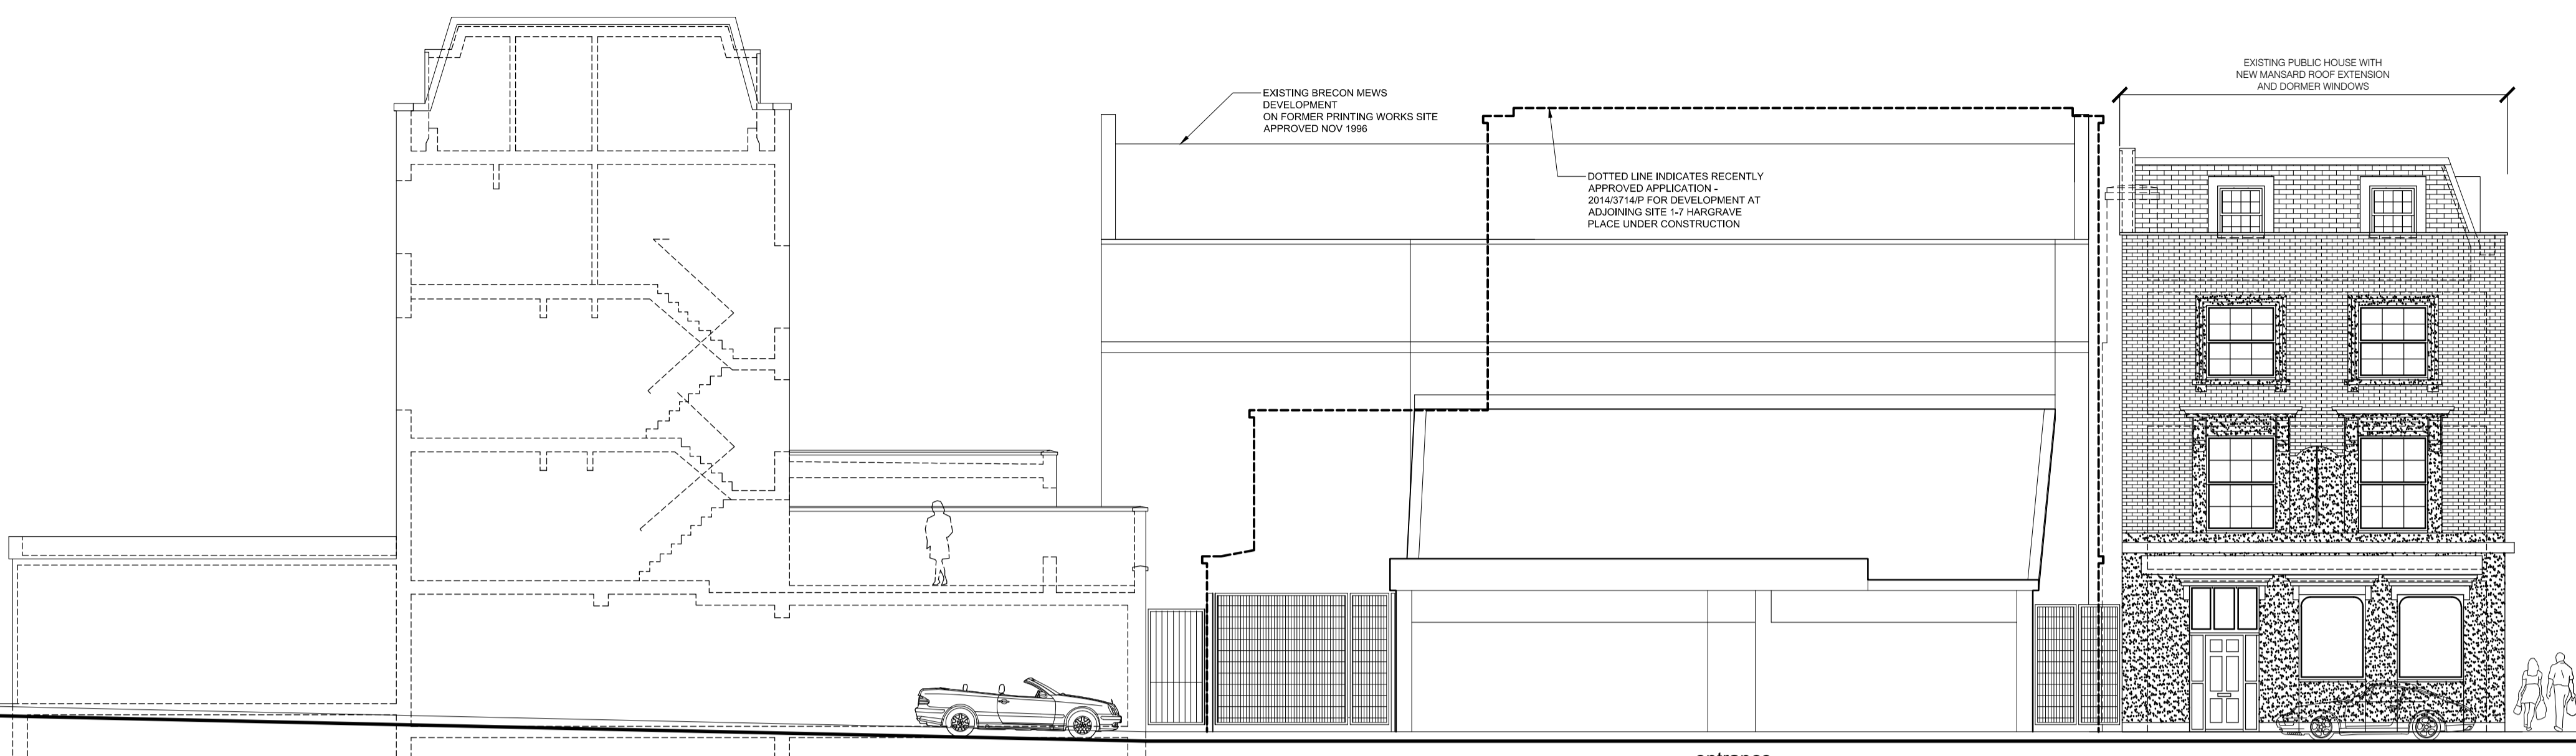 EXISTING BRECON MEWS
DEVELOPMENT
ON FORMER PRINTING WORKS SITE
APPROVED NOV 1996
DOTTED LINE INDICATES RECENTLY
APPROVED APPLICATION -
2014/3714/P FOR DEVELOPMENT AT
ADJOINING SITE 1-7 HARGRAVE
PLACE UNDER CONSTRUCTION
EXISTING PUBLIC HOUSE WITH
NEW MANSARD ROOF EXTENSION
AND DORMER WINDOWS
entrance